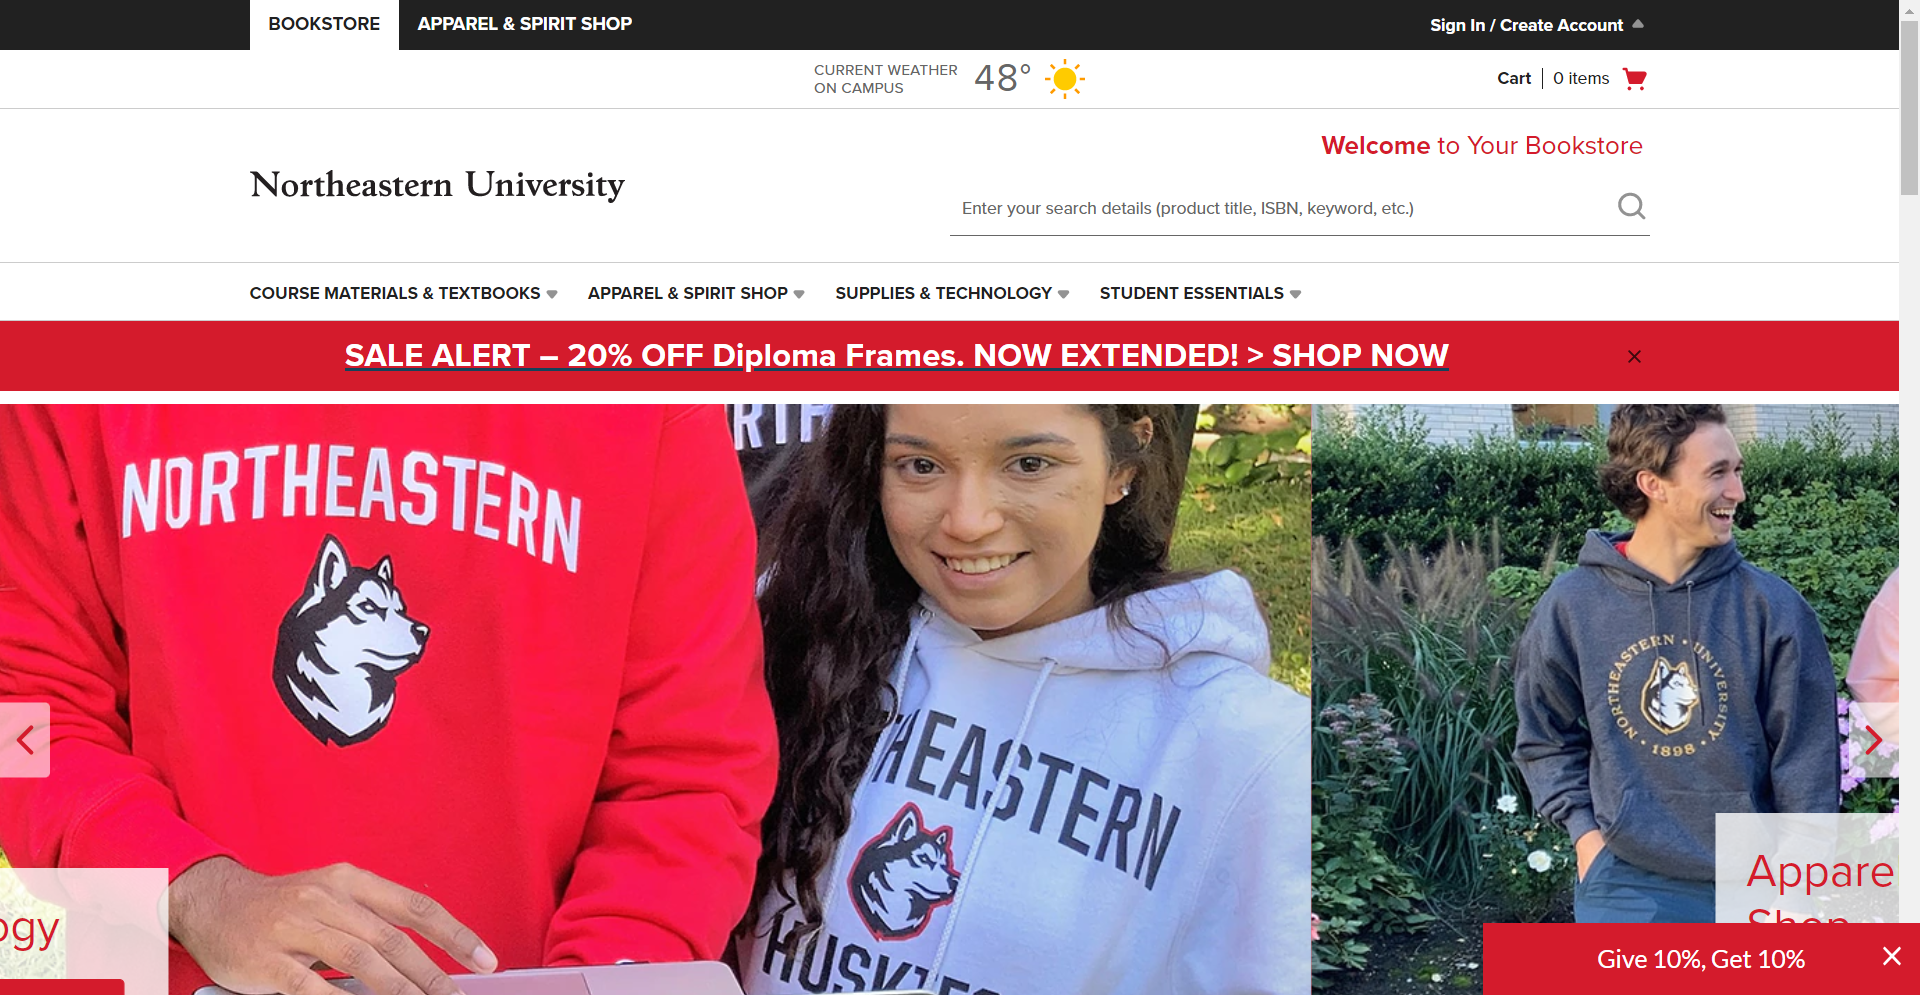 BOOKSTORE
APPAREL & SPIRIT SHOP
Sign In / Create Account
CURRENT WEATHER
ON CAMPUS
48°
Cart
0 items
Welcome to Your Bookstore
Northeastern University
Enter your search details (product title, ISBN, keyword, etc.)
COURSE MATERIALS & TEXTBOOKS
APPAREL & SPIRIT SHOP
SUPPLIES & TECHNOLOGY
STUDENT ESSENTIALS
SALE ALERT – 20% OFF Diploma Frames. NOW EXTENDED! > SHOP NOW
NORTHEASTERN
RTH
HEASTERN
HUSKIES
NORTHEASTERN • UNIVERSITY
• 1898 •
ogy
Appare
Shop
Give 10%, Get 10%